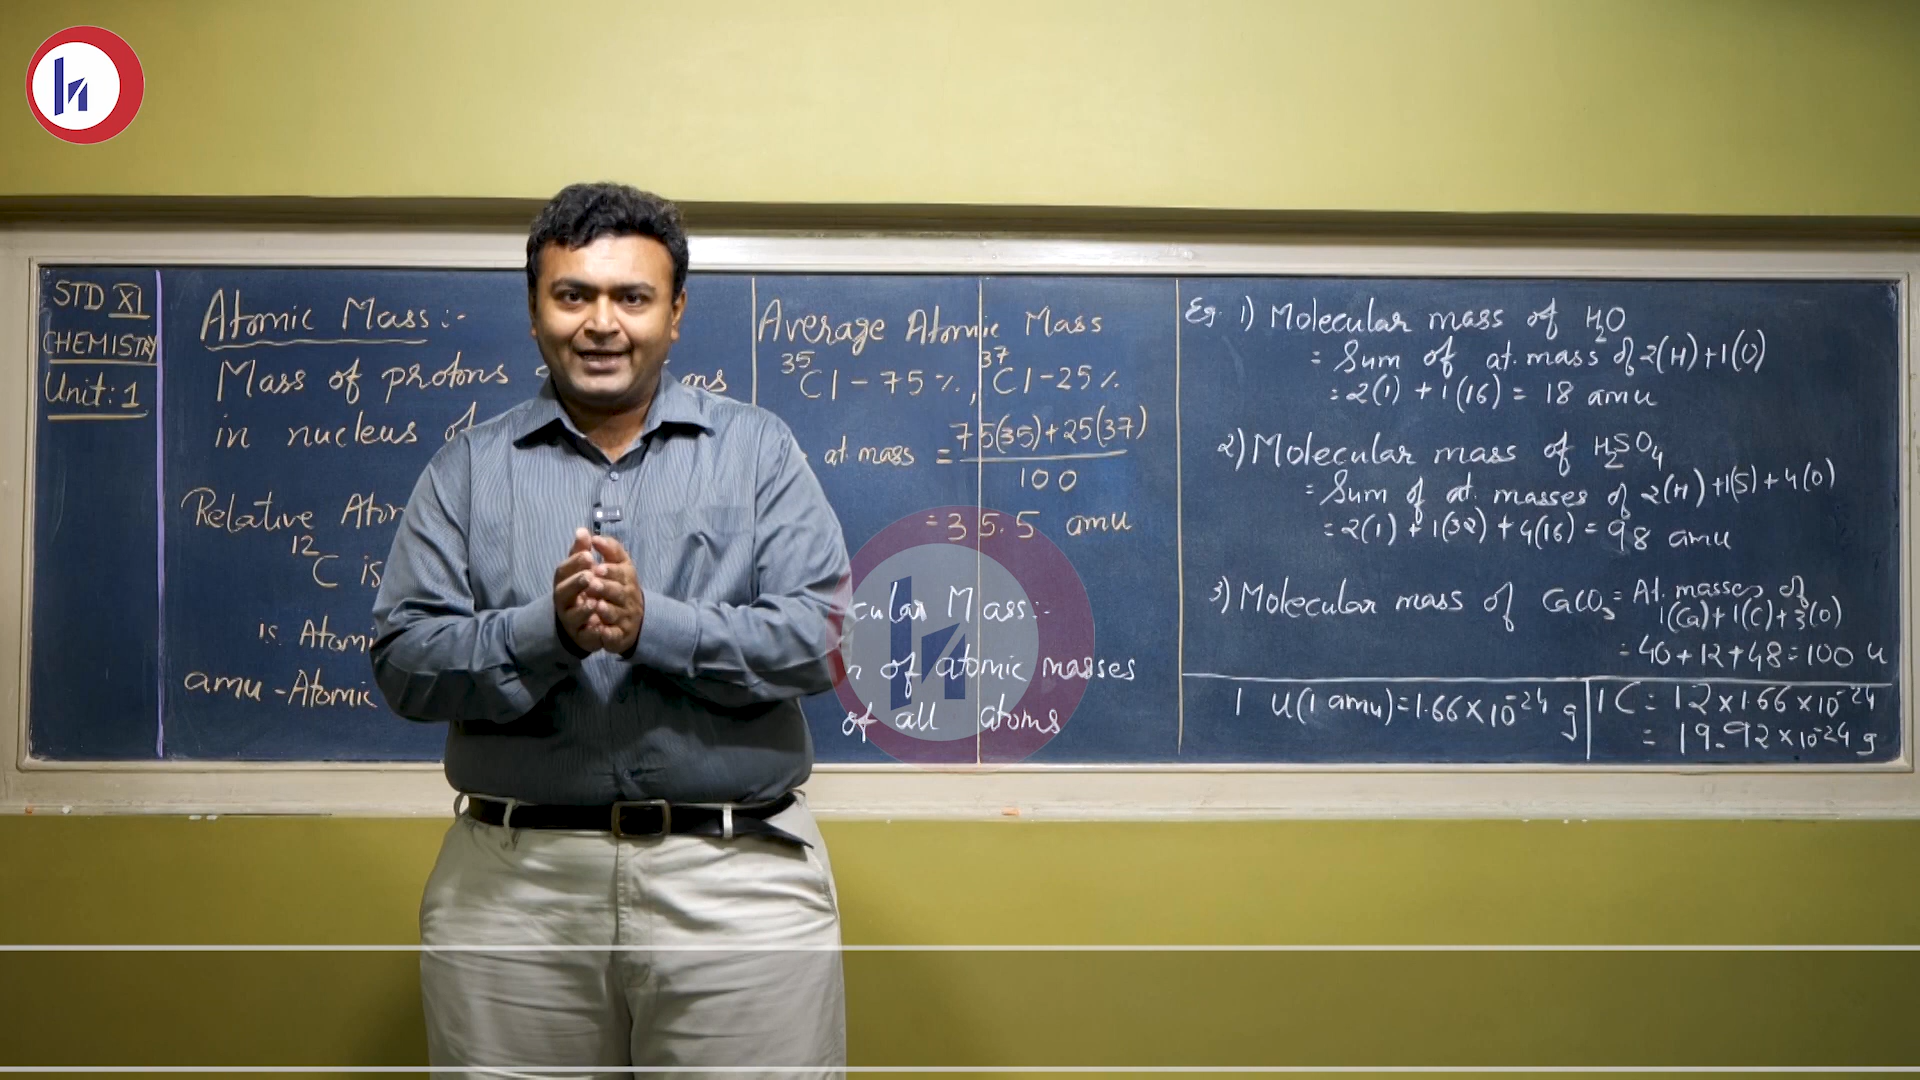 STD XI
CHEMISTRY
Unit: 1
Atomic Mass:-
Mass of protons
in nucleus of
Relative
12C is
is Atomic
amu - Atomic
Average Atomic Mass
35Cl - 75%, 37Cl - 25%
at. mass = 75(35)+25(37)
100
= 35.5 amu
Mass:-
of atomic masses
of all atoms
Eg. 1) Molecular mass of H2O
= Sum of at. mass of 2(H)+1(O)
= 2(1) + 1(16) = 18 amu
2) Molecular mass of H2SO4
= Sum of at. masses of 2(H)+1(S)+4(O)
= 2(1) + 1(32) + 4(16) = 98 amu
3) Molecular mass of CaCO3 = At. masses of
1(Ca)+1(C)+3(O)
= 40+12+48=100 u
1 u(1 amu)=1.66×10-24 g
1 C = 12×1.66×10-24
= 19.92×10-24 g